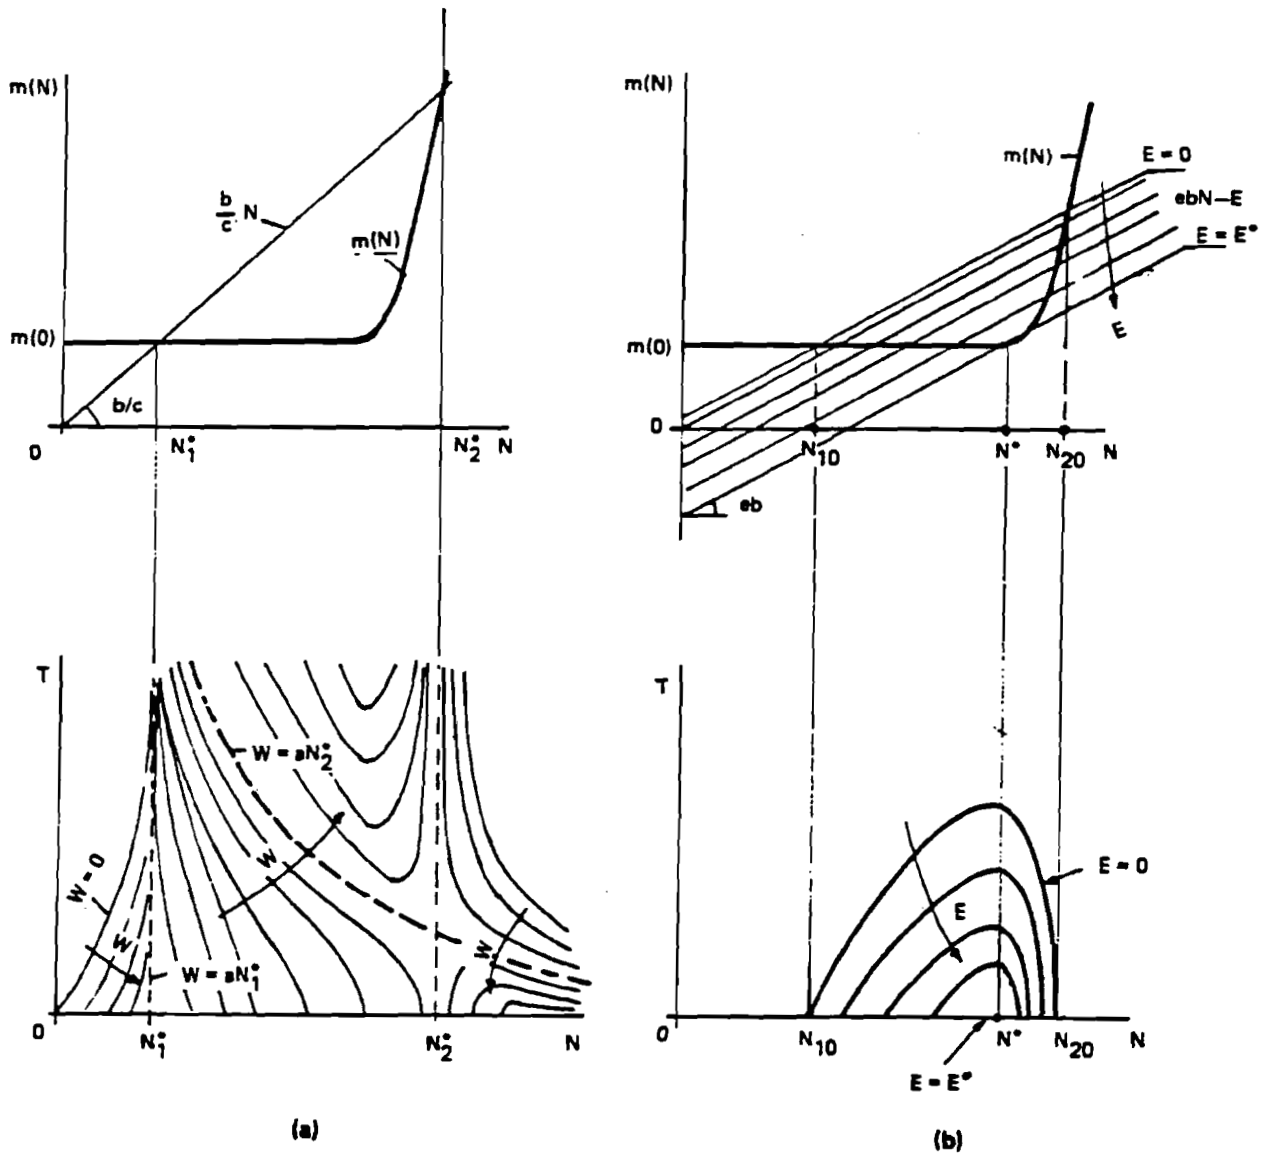 m(N)
b/c N
m(N)
m(0)
b/c
0
N₁*
N₂*
N
T
W = aN₂*
W
W = 0
W
W = aN₁*
W
0
N₁*
N₂*
N
(a)
m(N)
m(N)
E = 0
ebN–E
E = E*
E
m(0)
0
N₁₀
N*
N₂₀
N
eb
T
E = 0
E
0
N₁₀
N*
N₂₀
N
E = E*
(b)